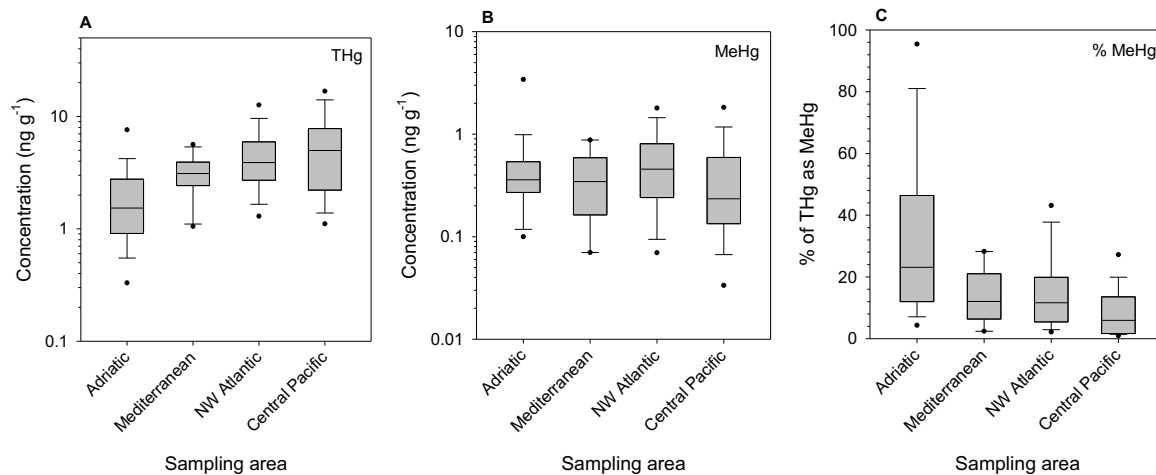 A
THg
Concentration (ng g-1)
10
1
0.1
Adriatic
Mediterranean
NW Atlantic
Central Pacific
Sampling area
B
MeHg
Concentration (ng g-1)
10
1
0.1
0.01
Adriatic
Mediterranean
NW Atlantic
Central Pacific
Sampling area
C
% MeHg
% of THg as MeHg
100
80
60
40
20
0
Adriatic
Mediterranean
NW Atlantic
Central Pacific
Sampling area